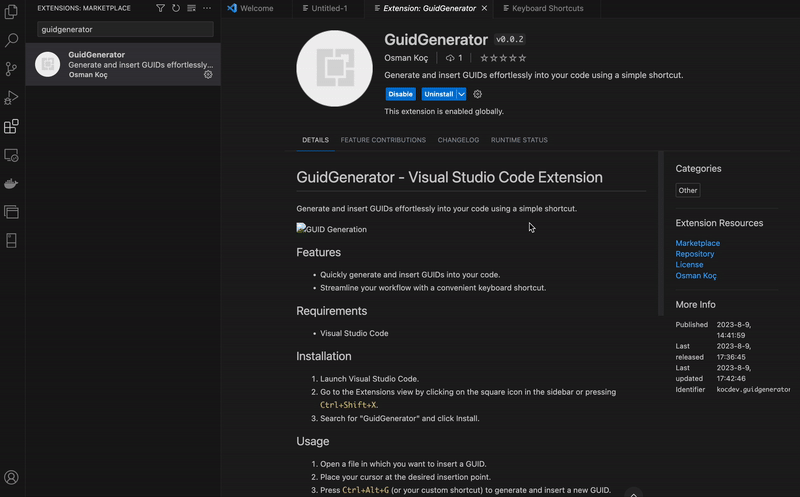 EXTENSIONS: MARKETPLACE
guidgenerator
GuidGenerator
Generate and insert GUIDs effortlessly...
Osman Koç
Welcome
Untitled-1
Extension: GuidGenerator
Keyboard Shortcuts
GuidGenerator v0.0.2
Osman Koç 1
Generate and insert GUIDs effortlessly into your code using a simple shortcut.
Disable Uninstall
This extension is enabled globally.
DETAILS FEATURE CONTRIBUTIONS CHANGELOG RUNTIME STATUS
GuidGenerator - Visual Studio Code Extension
Generate and insert GUIDs effortlessly into your code using a simple shortcut.
GUID Generation
Features
• Quickly generate and insert GUIDs into your code.
• Streamline your workflow with a convenient keyboard shortcut.
Requirements
• Visual Studio Code
Installation
1. Launch Visual Studio Code.
2. Go to the Extensions view by clicking on the square icon in the sidebar or pressing
Ctrl+Shift+X.
3. Search for "GuidGenerator" and click Install.
Usage
1. Open a file in which you want to insert a GUID.
2. Place your cursor at the desired insertion point.
3. Press Ctrl+Alt+G (or your custom shortcut) to generate and insert a new GUID.
Categories
Other
Extension Resources
Marketplace
Repository
License
Osman Koç
More Info
Published 2023-8-9,
14:41:59
Last 2023-8-9,
released 17:36:45
Last 2023-8-9,
updated 17:42:46
Identifier kocdev.guidgenerator